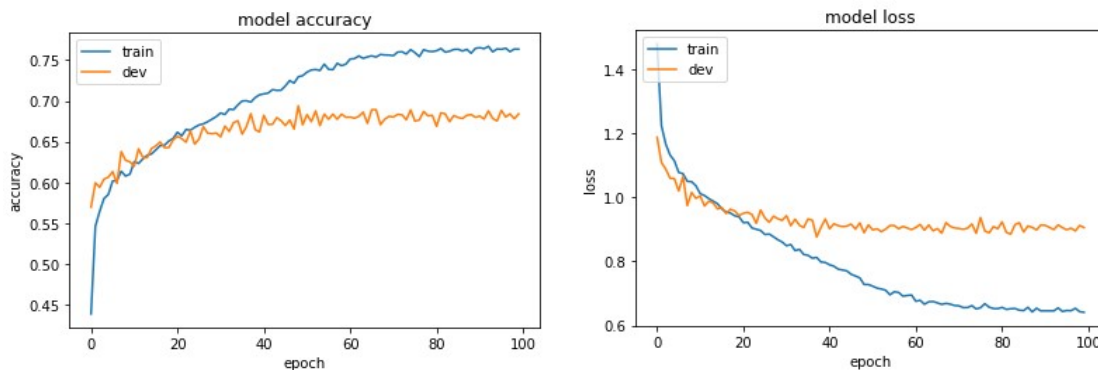 model accuracy
train
dev
0.75
0.70
0.65
0.60
0.55
0.50
0.45
accuracy
0 20 40 60 80 100
epoch
model loss
train
dev
1.4
1.2
1.0
0.8
0.6
loss
0 20 40 60 80 100
epoch